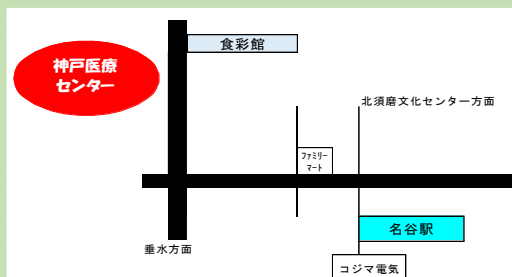 食彩館
神戸医療
センター
北須磨文化センター方面
ファミリー
マート
名谷駅
垂水方面
コジマ電気